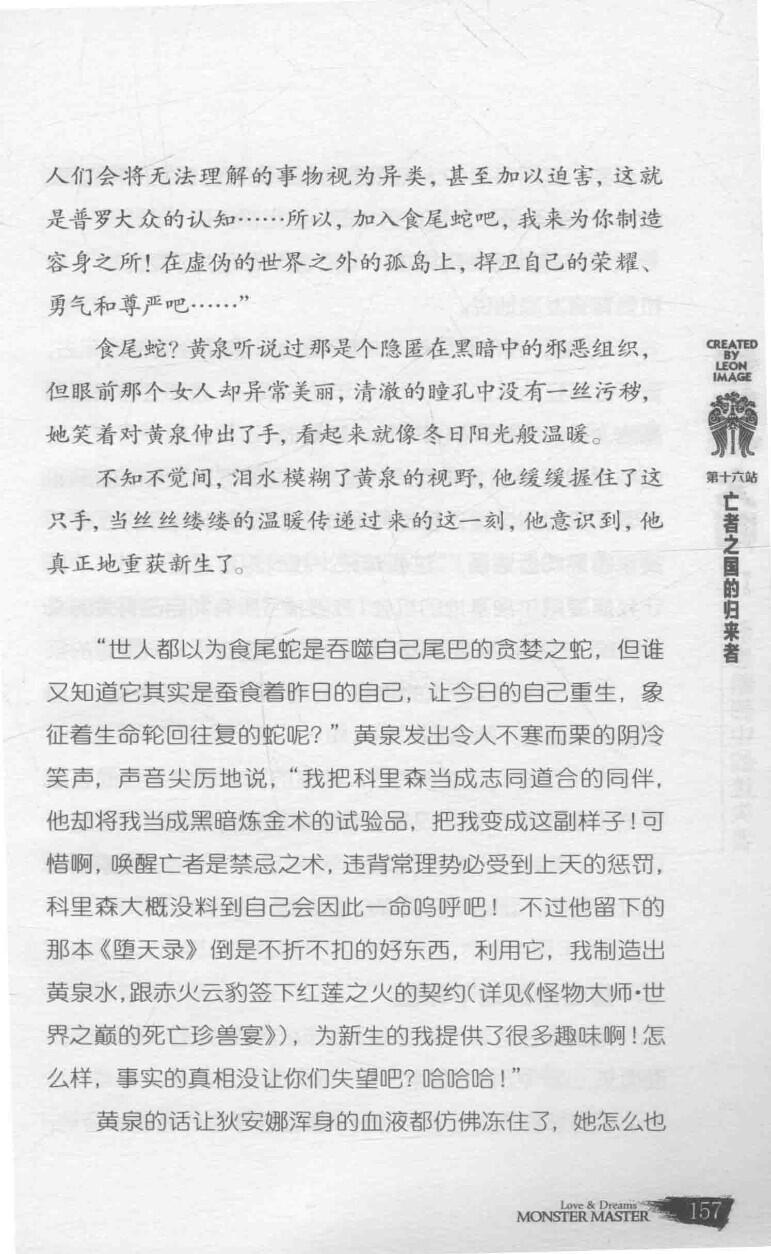 人们会将无法理解的事物视为异类，甚至加以迫害，这就
是普罗大众的认知……所以，加入食尾蛇吧，我来为你制造
容身之所！在虚伪的世界之外的孤岛上，捍卫自己的荣耀、
勇气和尊严吧……”
食尾蛇？黄泉听说过那是个隐匿在黑暗中的邪恶组织，
但眼前那个女人却异常美丽，清澈的瞳孔中没有一丝污秽，
她笑着对黄泉伸出了手，看起来就像冬日阳光般温暖。
不知不觉间，泪水模糊了黄泉的视野，他缓缓握住了这
只手，当丝丝缕缕的温暖传递过来的这一刻，他意识到，他
真正地重获新生了。
“世人都以为食尾蛇是吞噬自己尾巴的贪婪之蛇，但谁
又知道它其实是蚕食着昨日的自己，让今日的自己重生，象
征着生命轮回往复的蛇呢？”黄泉发出令人不寒而栗的阴冷
笑声，声音尖厉地说，“我把科里森当成志同道合的同伴，
他却将我当成黑暗炼金术的试验品，把我变成这副样子！可
惜啊，唤醒亡者是禁忌之术，违背常理势必受到上天的惩罚，
科里森大概没料到自己会因此一命呜呼吧！不过他留下的
那本《堕天录》倒是不折不扣的好东西，利用它，我制造出
黄泉水，跟赤火云豹签下红莲之火的契约（详见《怪物大师·世
界之巅的死亡珍兽宴》），为新生的我提供了很多趣味啊！怎
么样，事实的真相没让你们失望吧？哈哈哈！”
黄泉的话让狄安娜浑身的血液都仿佛冻住了，她怎么也
CREATED
BY
LEON
IMAGE
第十六站
亡者之国的归来者
Love & Dreams
MONSTER MASTER
157